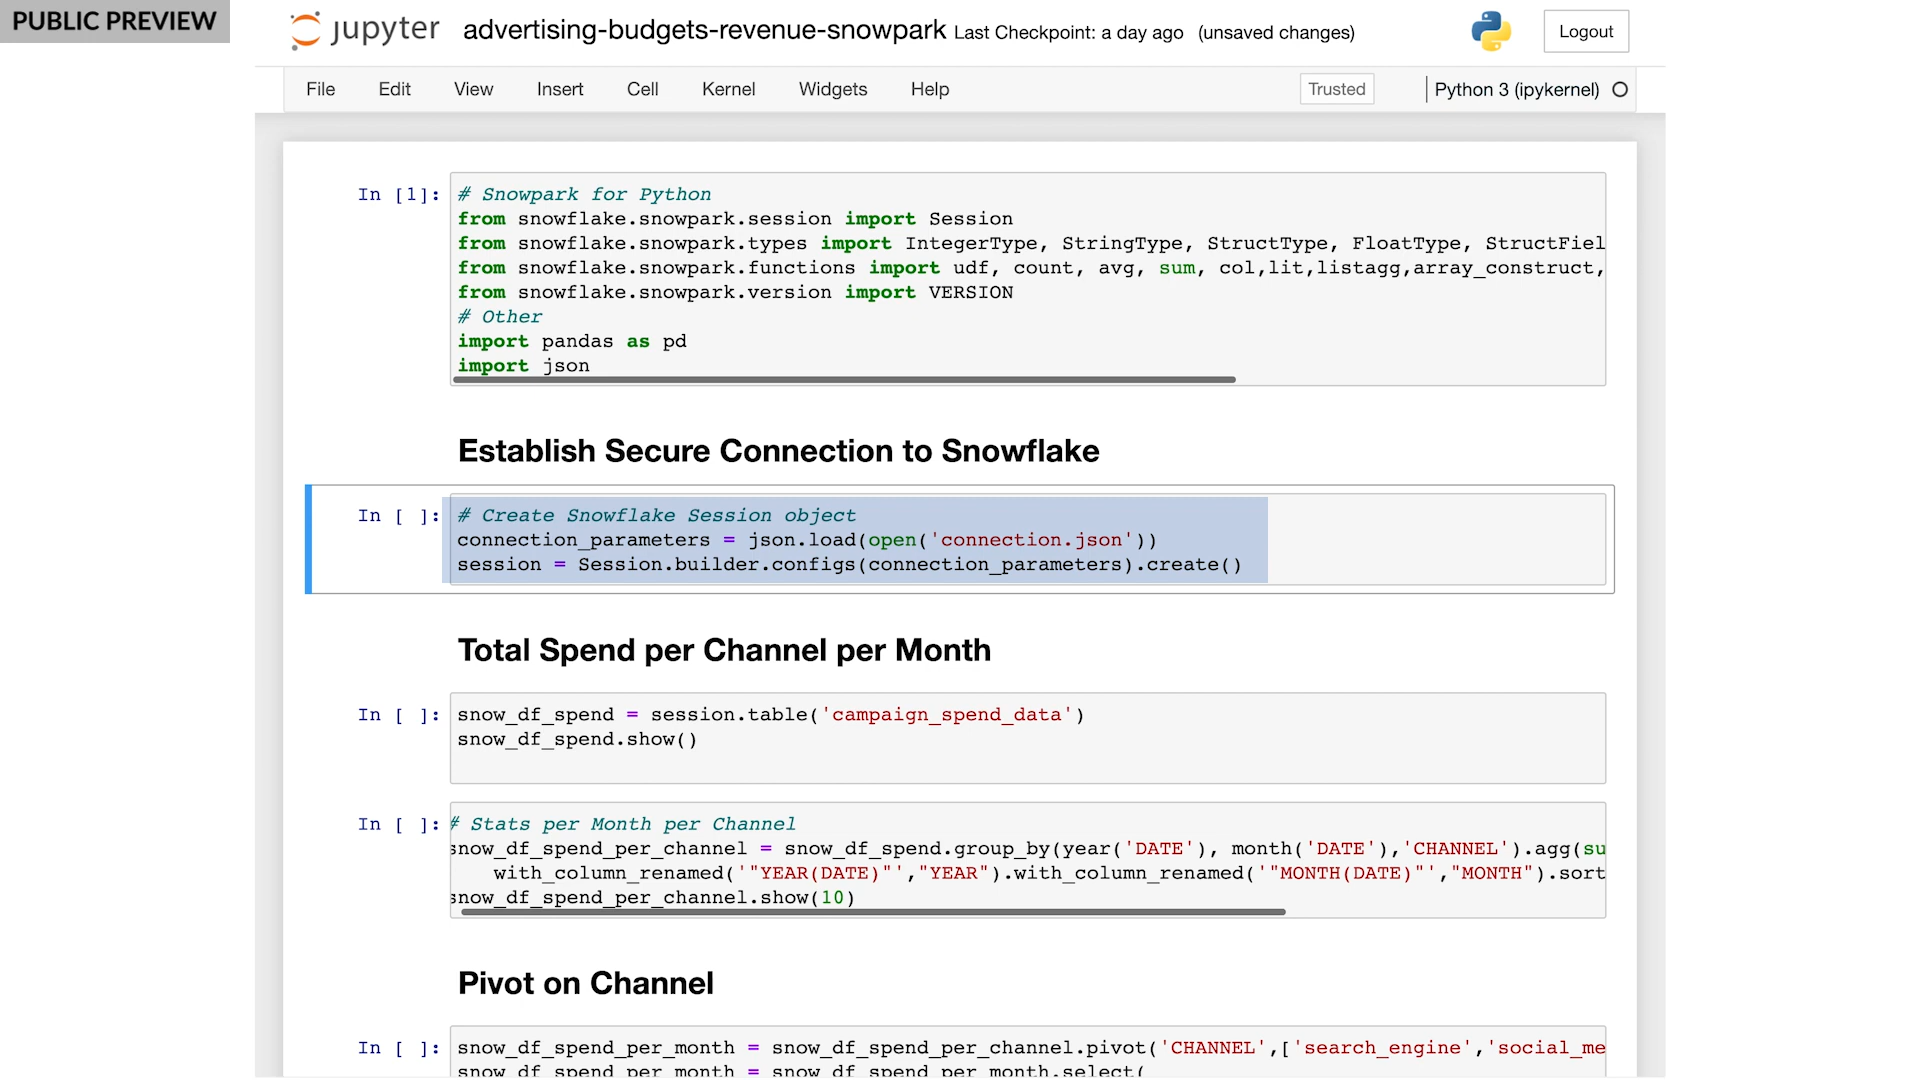 PUBLIC PREVIEW
jupyter advertising-budgets-revenue-snowpark Last Checkpoint: a day ago (unsaved changes) Logout
File Edit View Insert Cell Kernel Widgets Help Trusted Python 3 (ipykernel)
In [1]: # Snowpark for Python
from snowflake.snowpark.session import Session
from snowflake.snowpark.types import IntegerType, StringType, StructType, FloatType, StructFiel
from snowflake.snowpark.functions import udf, count, avg, sum, col,lit,listagg,array_construct,
from snowflake.snowpark.version import VERSION
# Other
import pandas as pd
import json
Establish Secure Connection to Snowflake
In [ ]: # Create Snowflake Session object
connection_parameters = json.load(open('connection.json'))
session = Session.builder.configs(connection_parameters).create()
Total Spend per Channel per Month
In [ ]: snow_df_spend = session.table('campaign_spend_data')
snow_df_spend.show()
In [ ]: # Stats per Month per Channel
snow_df_spend_per_channel = snow_df_spend.group_by(year('DATE'), month('DATE'),'CHANNEL').agg(su
with_column_renamed('"YEAR(DATE)"',"YEAR").with_column_renamed('"MONTH(DATE)"',"MONTH").sort
snow_df_spend_per_channel.show(10)
Pivot on Channel
In [ ]: snow_df_spend_per_month = snow_df_spend_per_channel.pivot('CHANNEL',['search_engine','social_me
snow_df_spend_per_month = snow_df_spend_per_month.select(